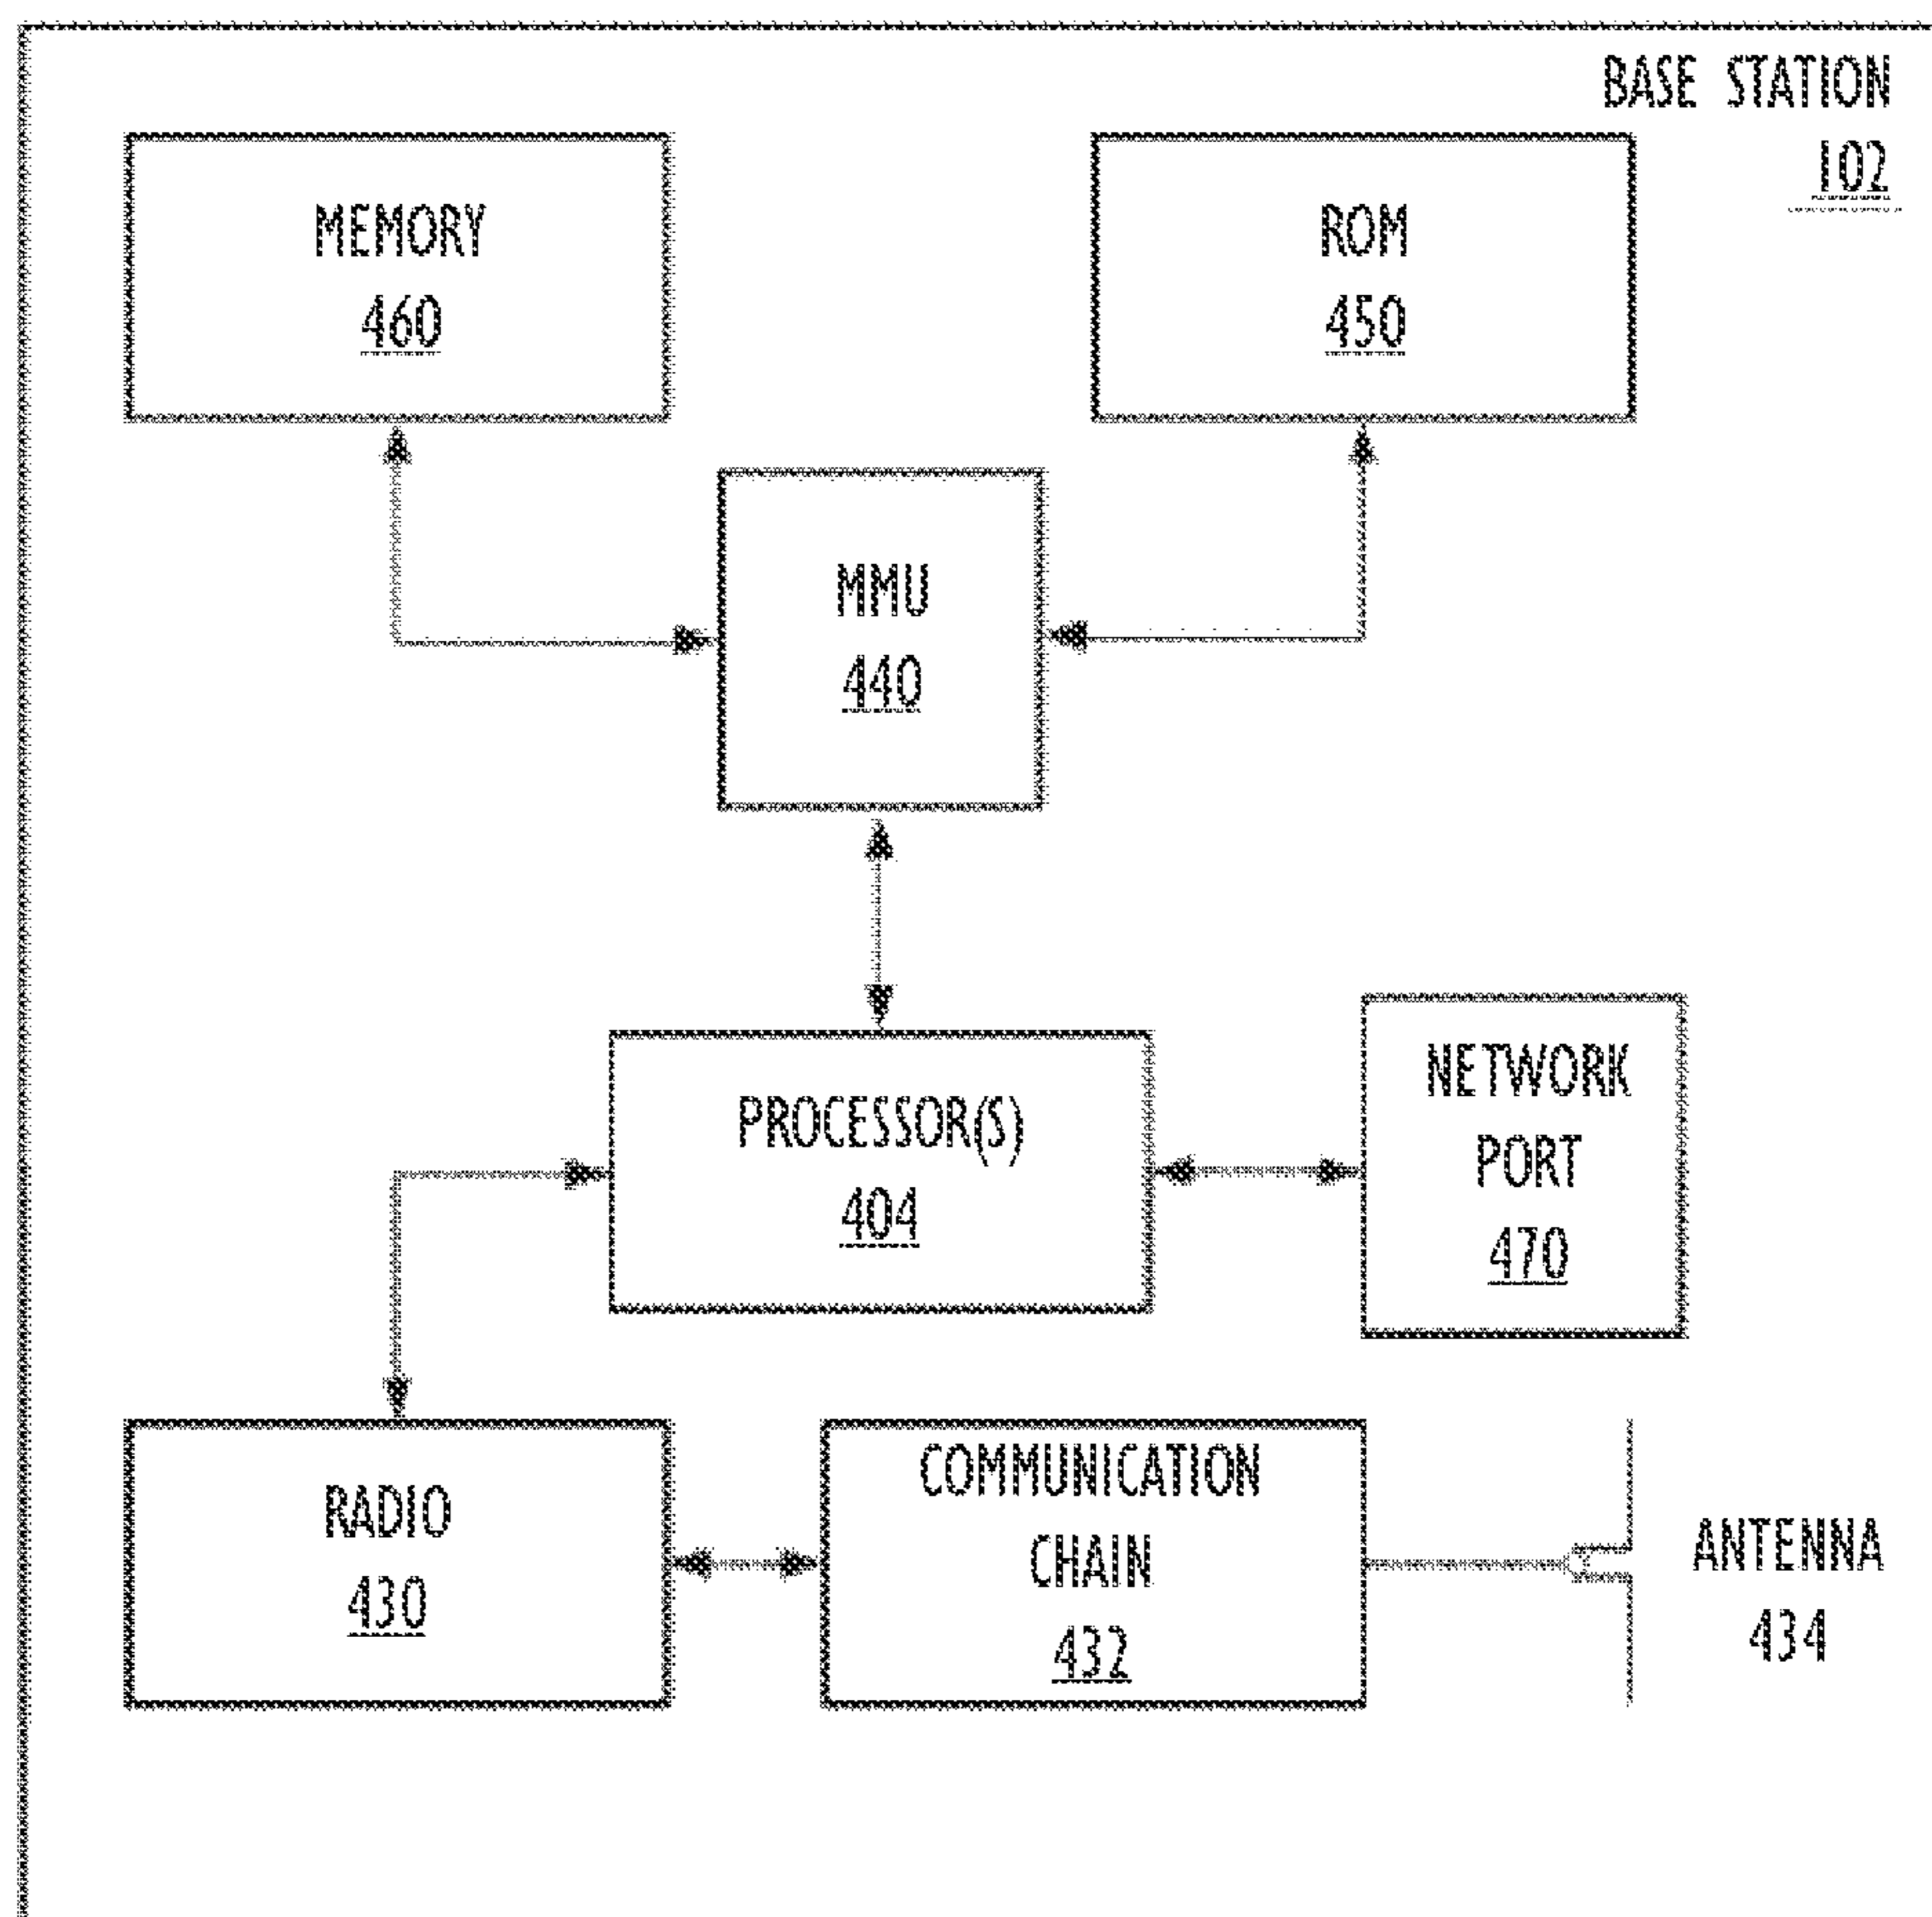 BASE STATION
102
MEMORY
460
ROM
450
MMU
440
PROCESSOR(S)
404
NETWORK
PORT
470
RADIO
430
COMMUNICATION
CHAIN
432
ANTENNA
434